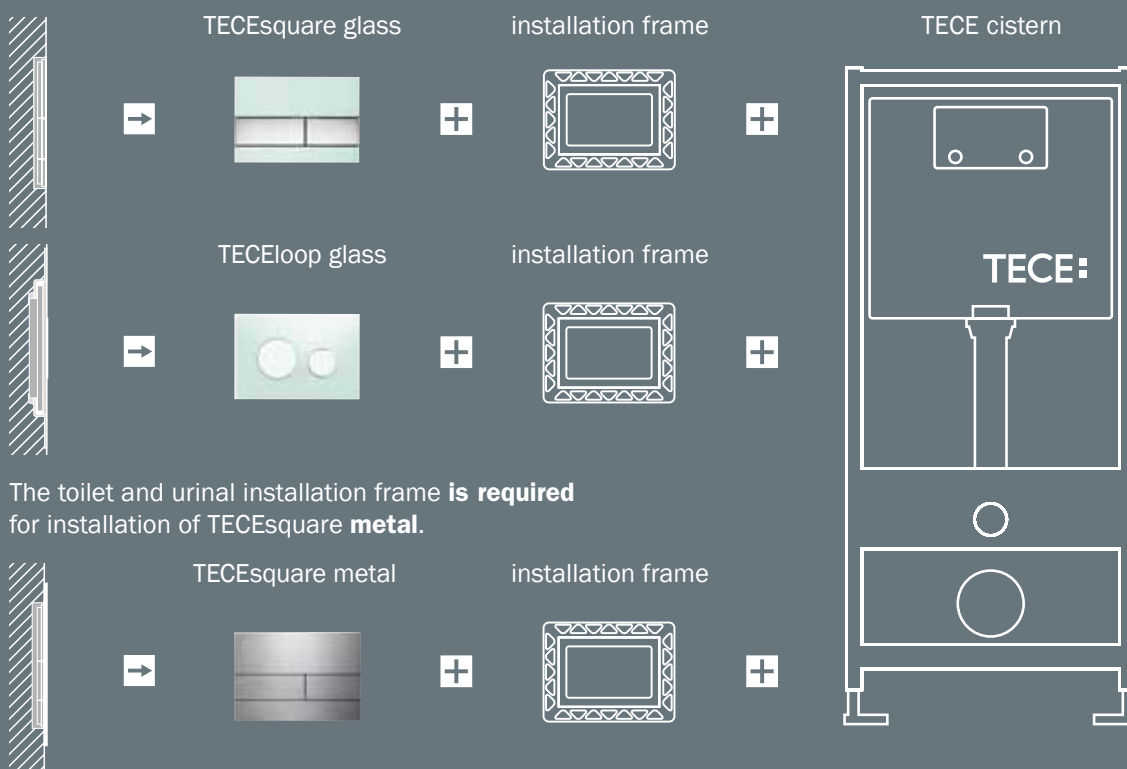 TECEsquare glass
installation frame
TECE cistern
TECEloop glass
installation frame
TECE:
The toilet and urinal installation frame is required
for installation of TECEsquare metal.
TECEsquare metal
installation frame